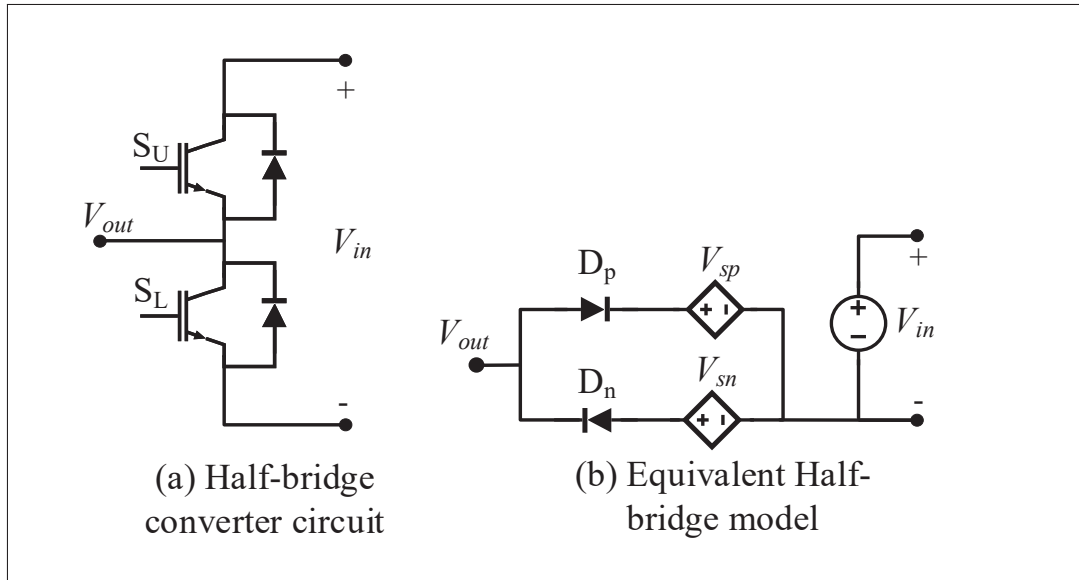 +
S_U
V_out
V_in
S_L
-
(a) Half-bridge
converter circuit
D_p
V_sp
+
V_out
+ -
+
-
V_in
D_n
V_sn
+ -
-
(b) Equivalent Half-
bridge model